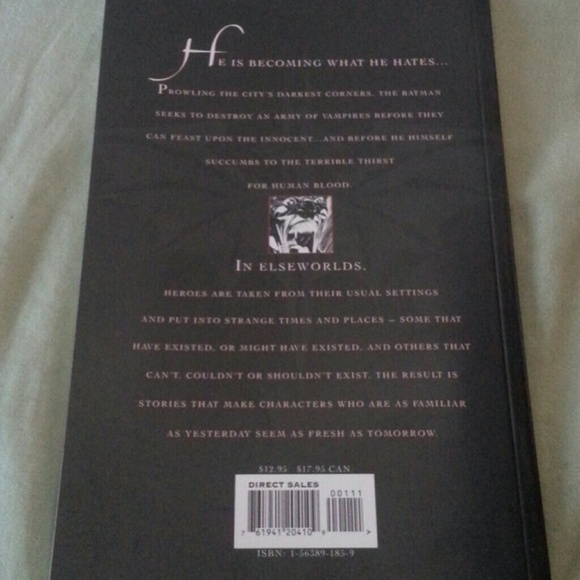 HE IS BECOMING WHAT HE HATES...
PROWLING THE CITY'S DARKEST CORNERS, THE BATMAN
SEEKS TO DESTROY AN ARMY OF VAMPIRES BEFORE THEY
CAN FEAST UPON THE INNOCENT...AND BEFORE HE HIMSELF
SUCCUMBS TO THE TERRIBLE THIRST
FOR HUMAN BLOOD.
IN ELSEWORLDS,
HEROES ARE TAKEN FROM THEIR USUAL SETTINGS
AND PUT INTO STRANGE TIMES AND PLACES – SOME THAT
HAVE EXISTED, OR MIGHT HAVE EXISTED, AND OTHERS THAT
CAN'T, COULDN'T OR SHOULDN'T EXIST. THE RESULT IS
STORIES THAT MAKE CHARACTERS WHO ARE AS FAMILIAR
AS YESTERDAY SEEM AS FRESH AS TOMORROW.
$12.95 $17.95 CAN
DIRECT SALES
00111
7 61941 20410 9 >
ISBN: 1-56389-185-9